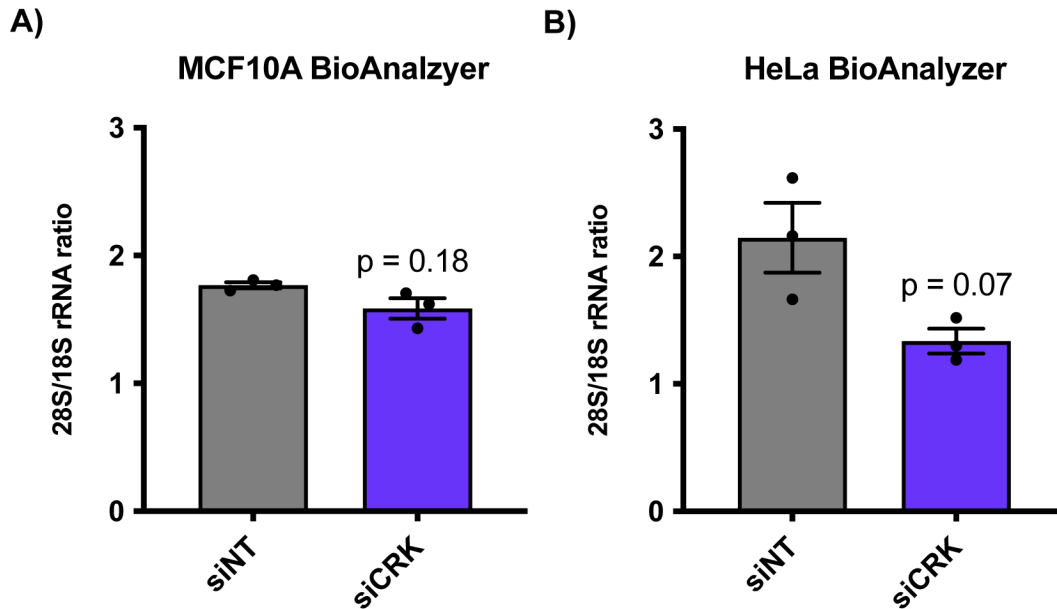 A)
MCF10A BioAnalzyer
28S/18S rRNA ratio
3
2
1
0
p = 0.18
siNT
siCRK
B)
HeLa BioAnalyzer
28S/18S rRNA ratio
3
2
1
0
p = 0.07
siNT
siCRK